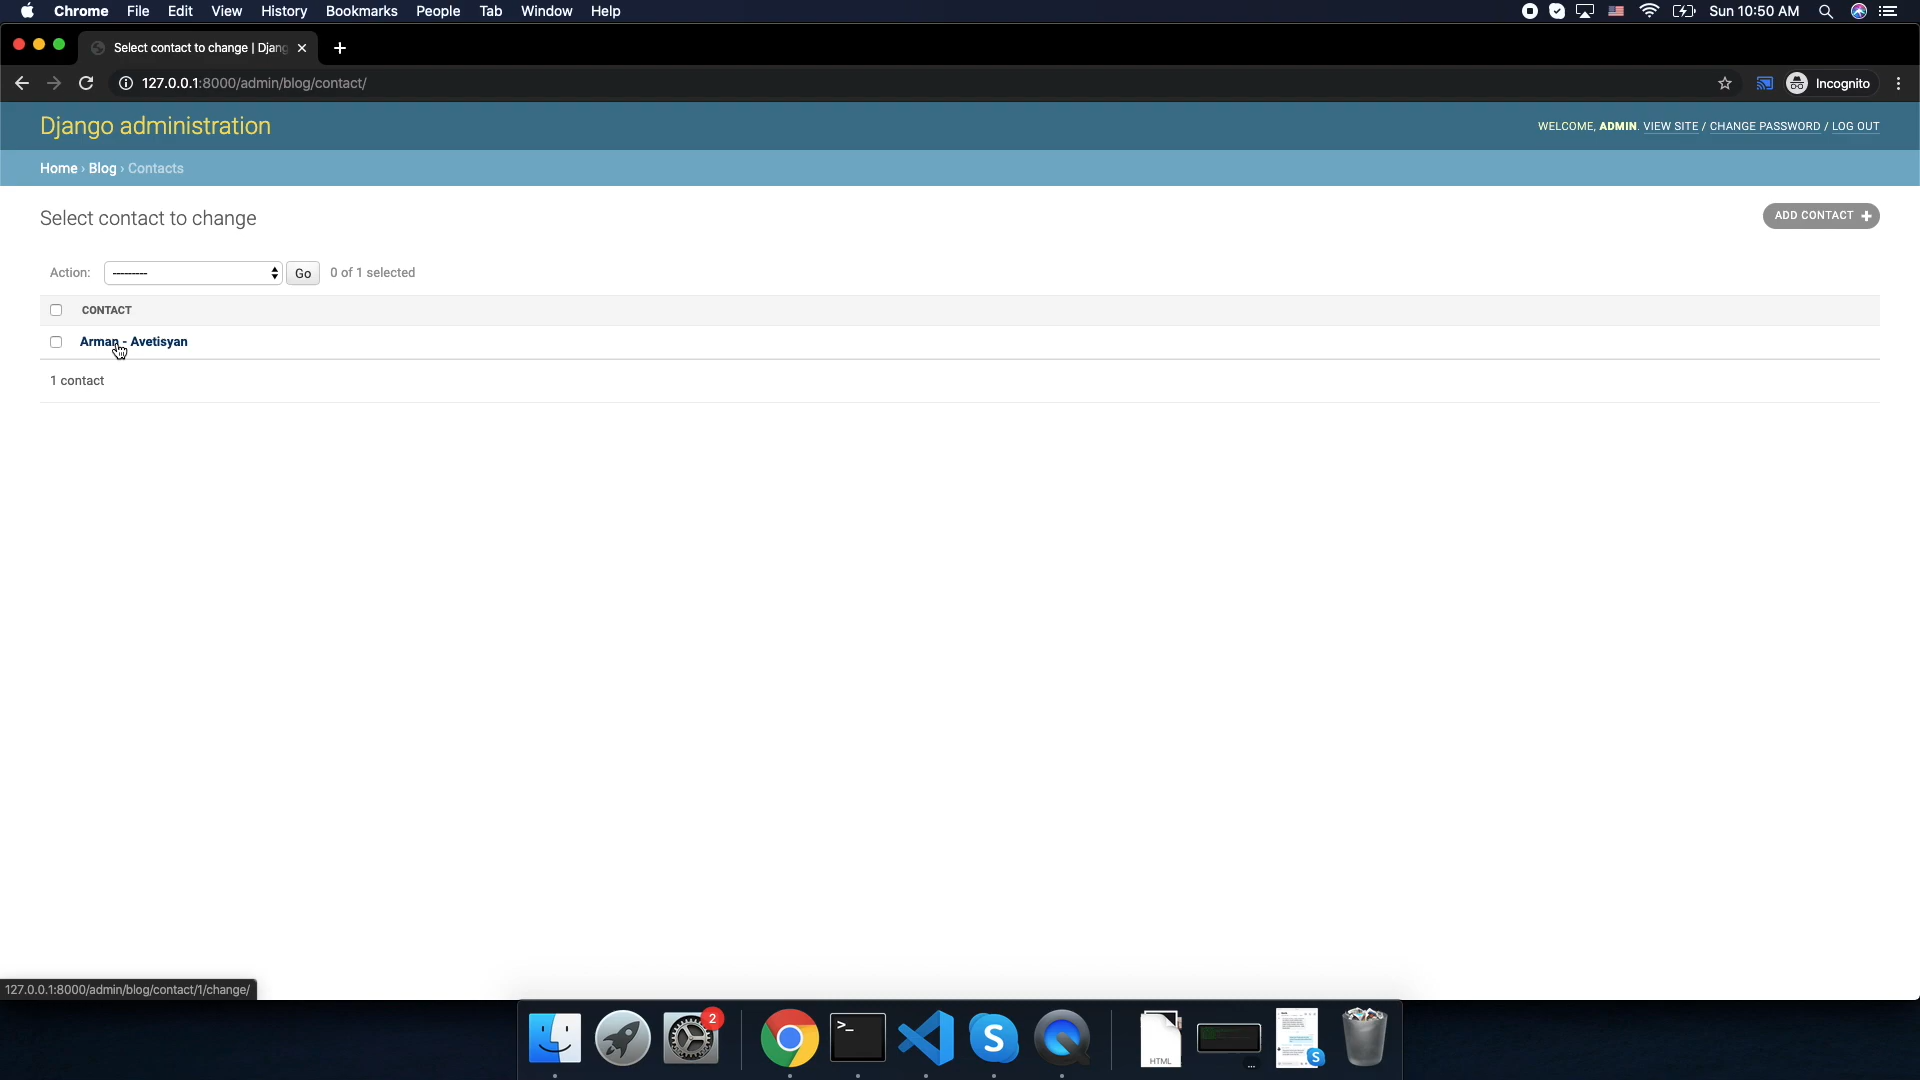 Chrome File Edit View History Bookmarks People Tab Window Help Sun 10:50 AM
Select contact to change | Djang
127.0.0.1:8000/admin/blog/contact/ Incognito
Django administration WELCOME, ADMIN. VIEW SITE / CHANGE PASSWORD / LOG OUT
Home › Blog › Contacts
Select contact to change ADD CONTACT +
Action: --------- Go 0 of 1 selected
CONTACT
Arman - Avetisyan
1 contact
127.0.0.1:8000/admin/blog/contact/1/change/
2
>_
S
HTML
S